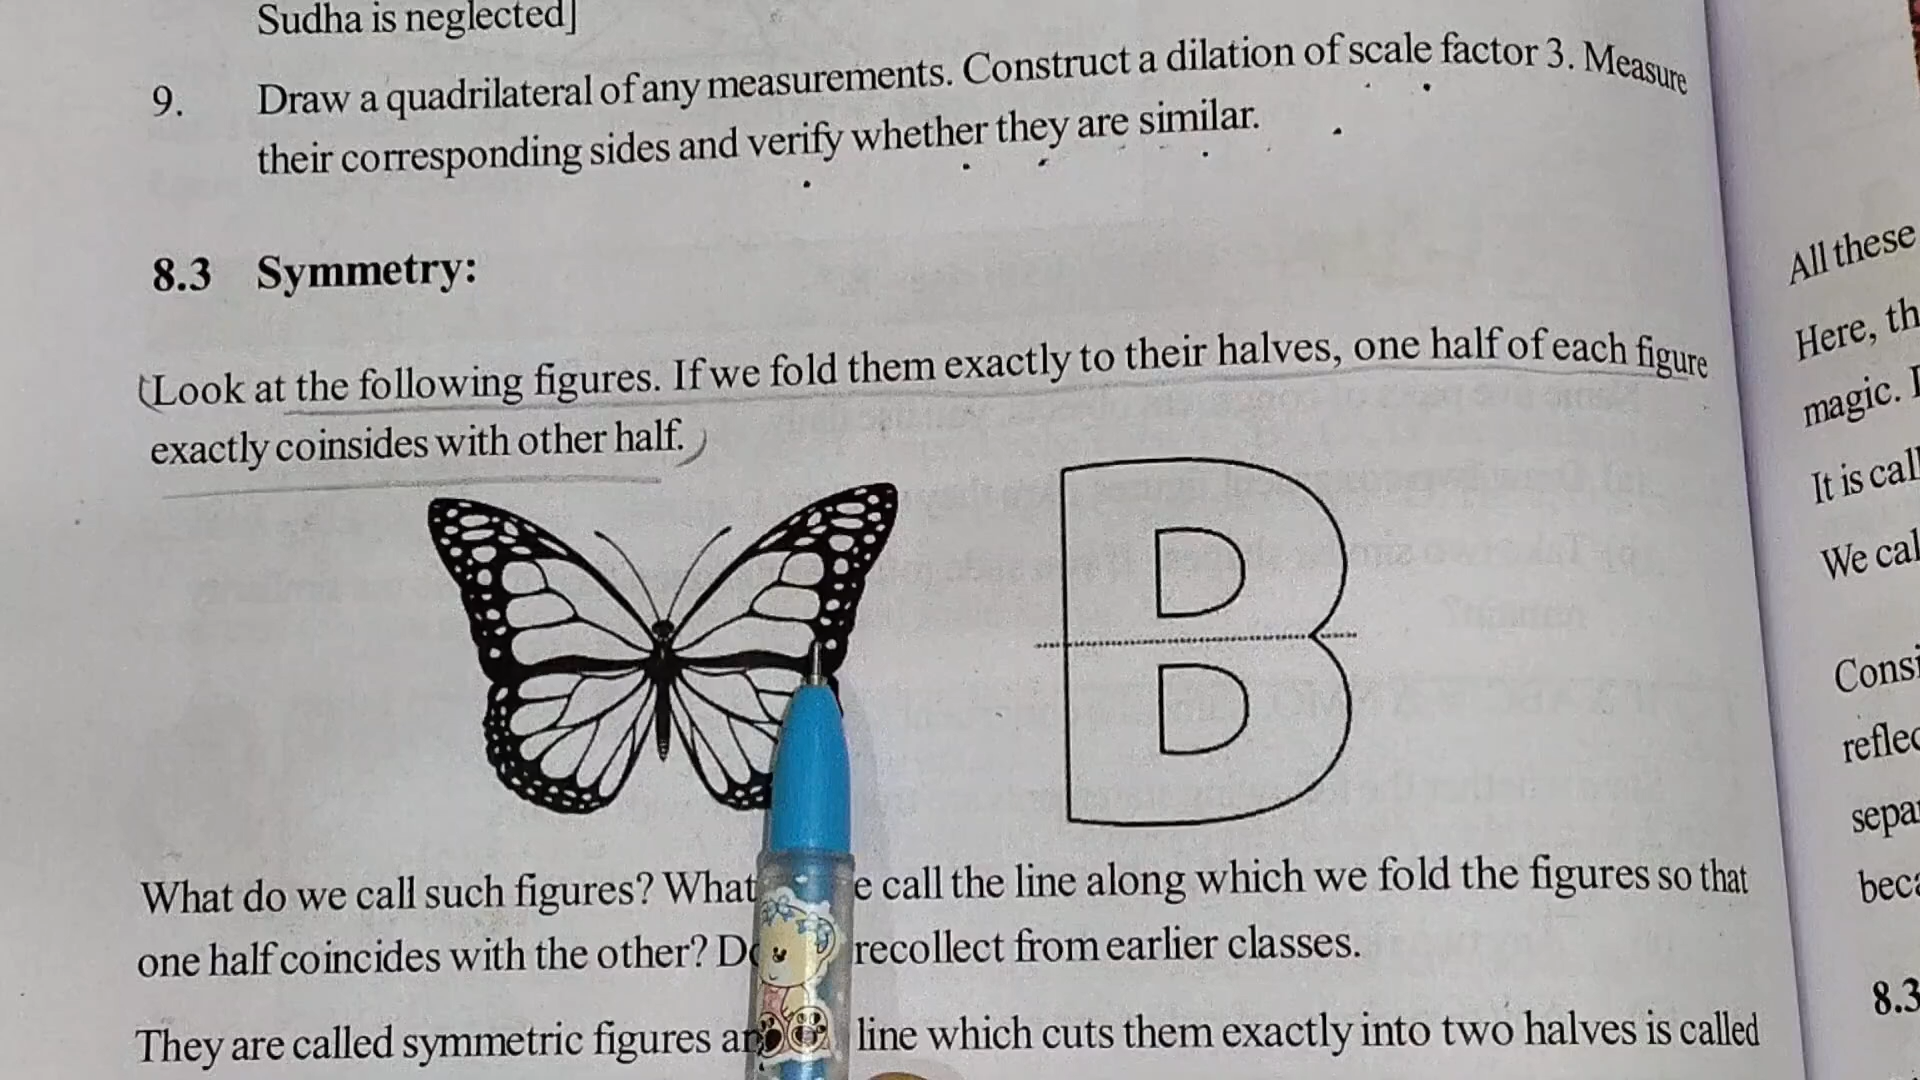 Sudha is neglected]
9. Draw a quadrilateral of any measurements. Construct a dilation of scale factor 3. Measure
their corresponding sides and verify whether they are similar.
8.3 Symmetry:
Look at the following figures. If we fold them exactly to their halves, one half of each figure
exactly coinsides with other half.
B
What do we call such figures? What e call the line along which we fold the figures so that
one half coincides with the other? D recollect from earlier classes.
They are called symmetric figures an line which cuts them exactly into two halves is called
All these
Here, th
magic.
It is call
We cal
Consi
reflec
separ
beca
8.3